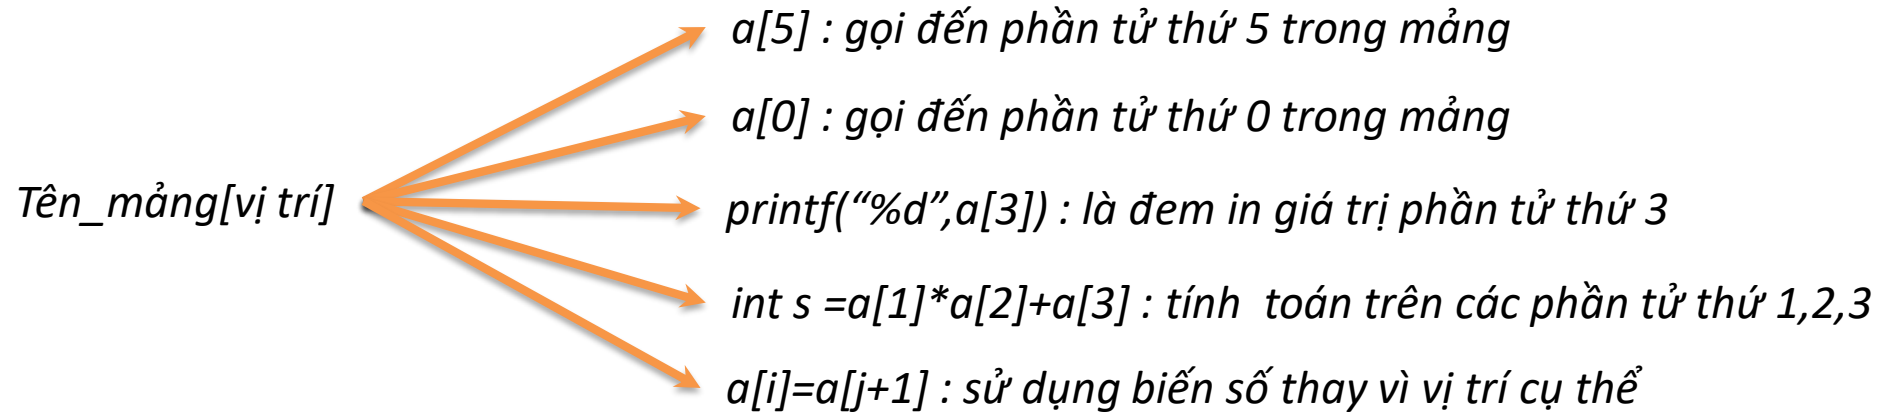 a[5] : gọi đến phần tử thứ 5 trong mảng
a[0] : gọi đến phần tử thứ 0 trong mảng
Tên_mảng[vị trí]
printf(“%d”,a[3]) : là đem in giá trị phần tử thứ 3
int s =a[1]*a[2]+a[3] : tính  toán trên các phần tử thứ 1,2,3
a[i]=a[j+1] : sử dụng biến số thay vì vị trí cụ thể